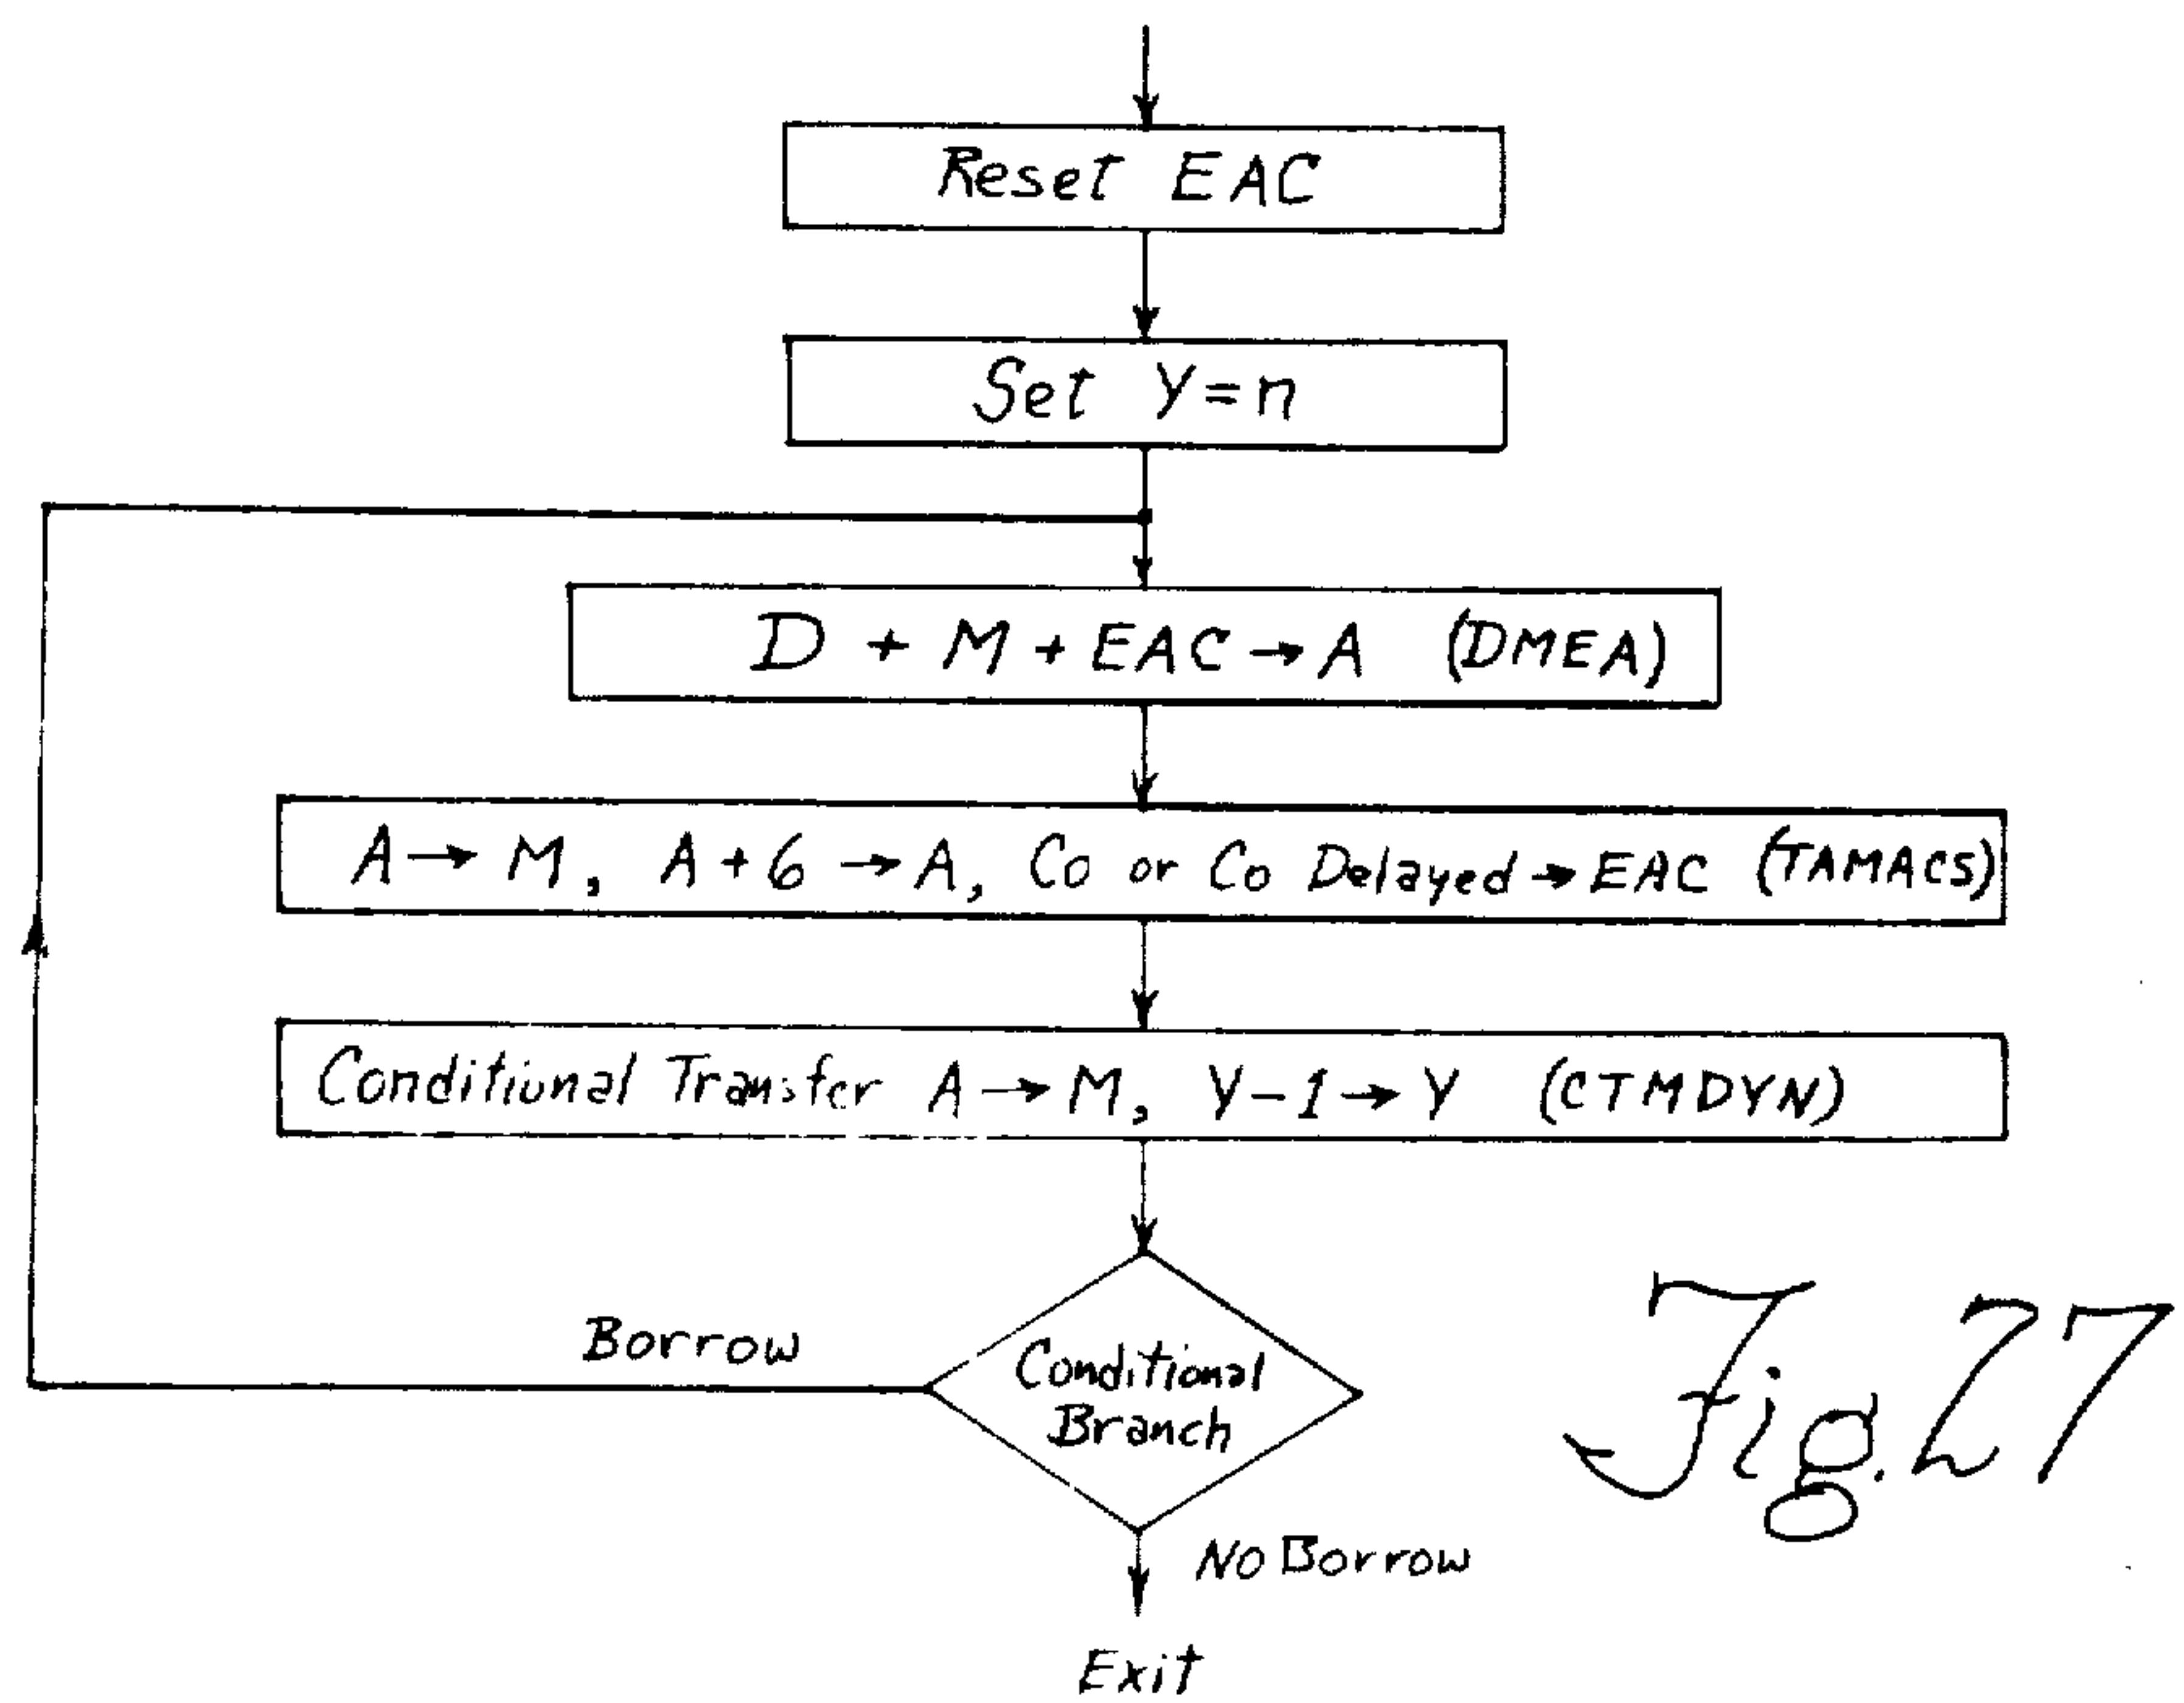 Reset EAC
Set Y=n
D + M + EAC → A (DMEA)
A → M, A + 6 → A, Co or Co Delayed → EAC (TAMACS)
Conditional Transfer A → M, Y - 1 → Y (CTMDYN)
Borrow
Conditional
Branch
No Borrow
Exit
Fig. 27